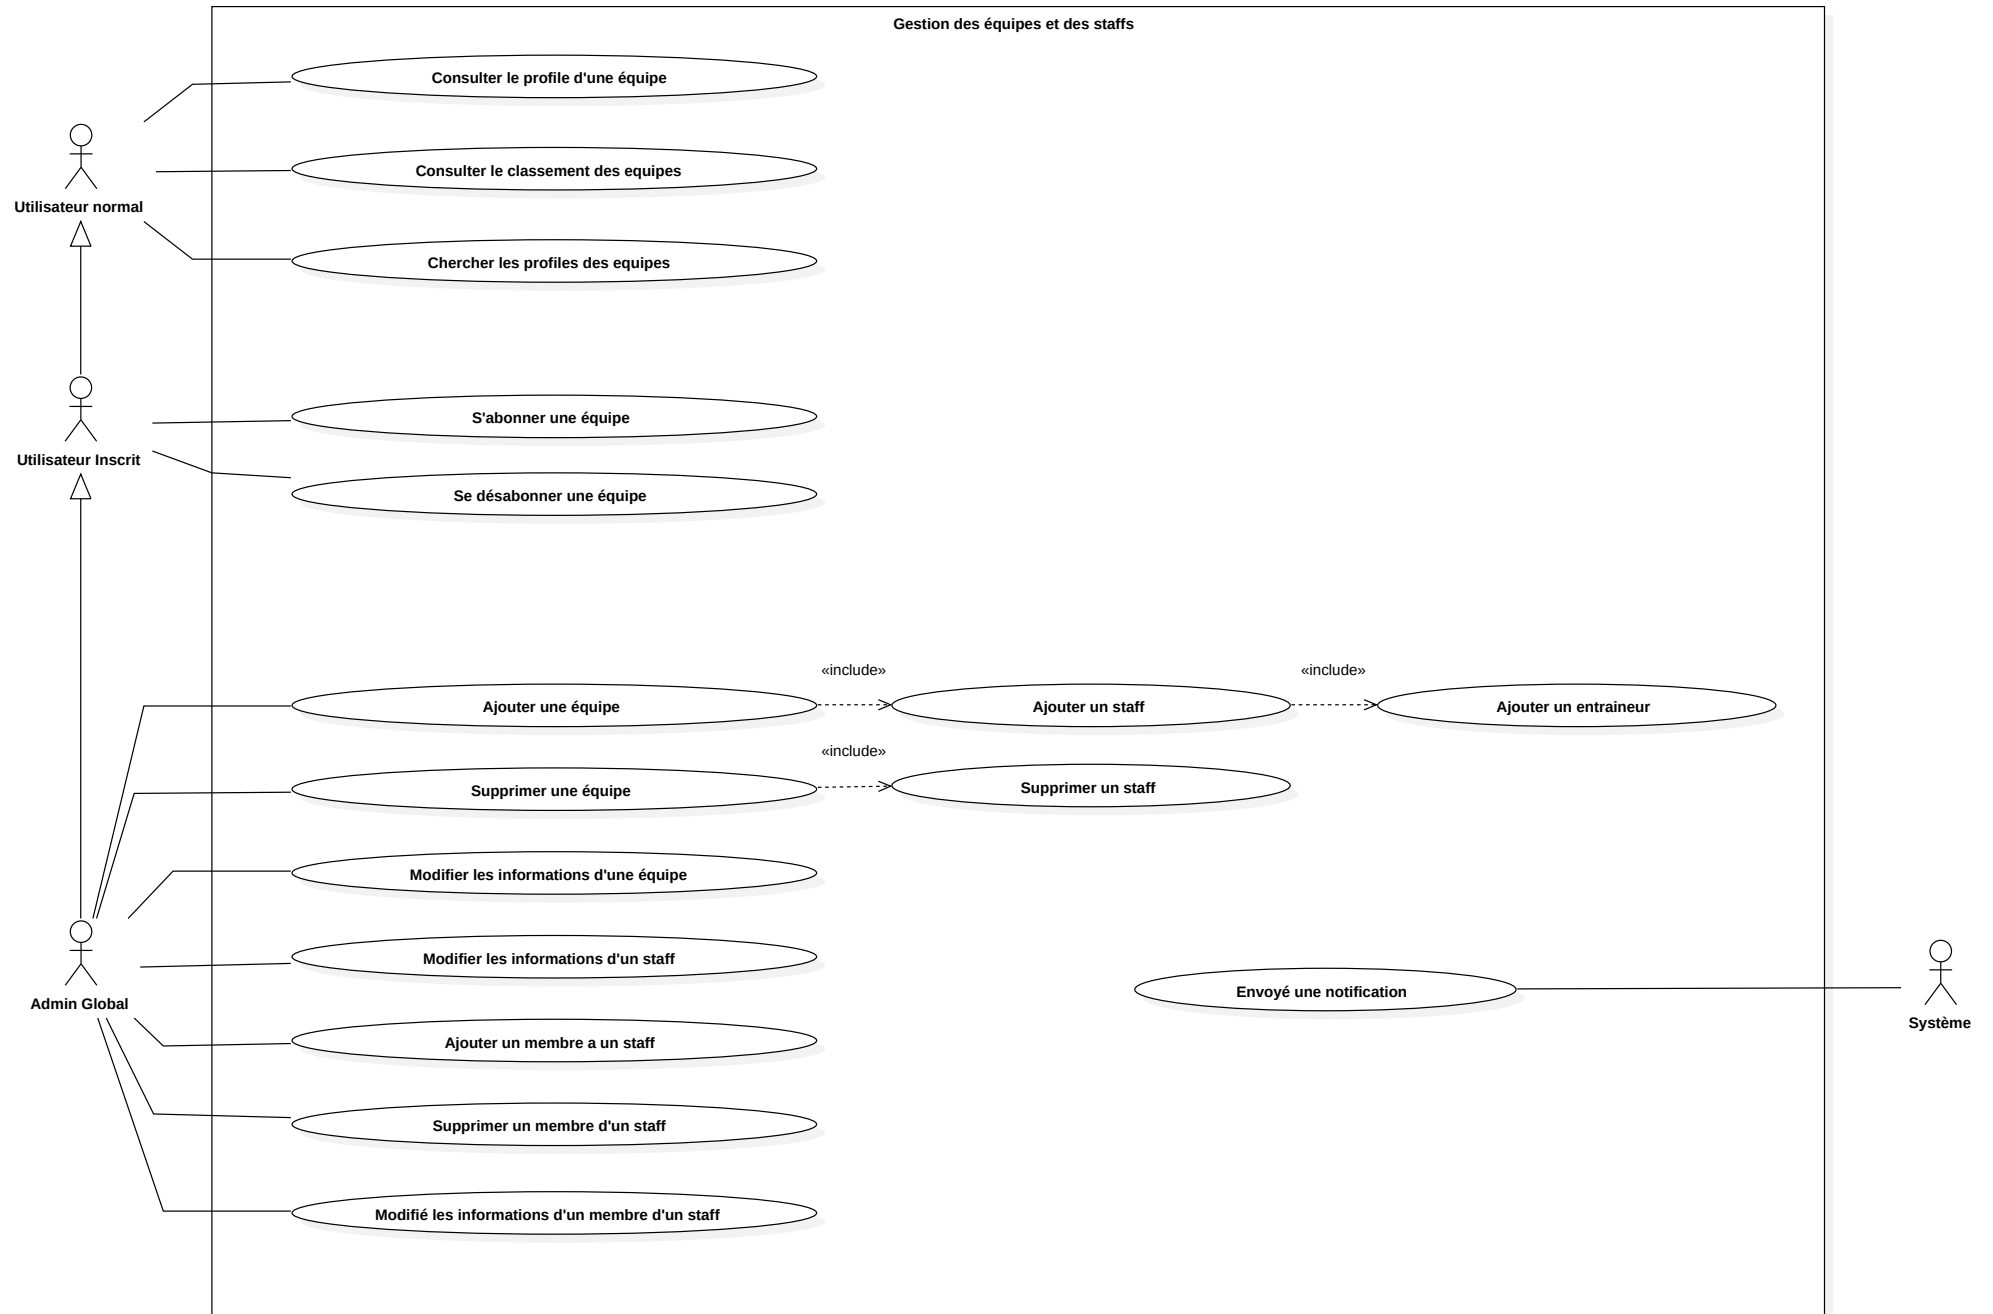 Gestion des équipes et des staffs
Consulter le profile d'une équipe
Consulter le classement des equipes
Utilisateur normal
Chercher les profiles des equipes
S'abonner une équipe
Utilisateur Inscrit
Se désabonner une équipe
«include»
«include»
Ajouter une équipe
Ajouter un staff
Ajouter un entraineur
«include»
Supprimer une équipe
Supprimer un staff
Modifier les informations d'une équipe
Modifier les informations d'un staff
Envoyé une notification
Admin Global
Système
Ajouter un membre a un staff
Supprimer un membre d'un staff
Modifié les informations d'un membre d'un staff